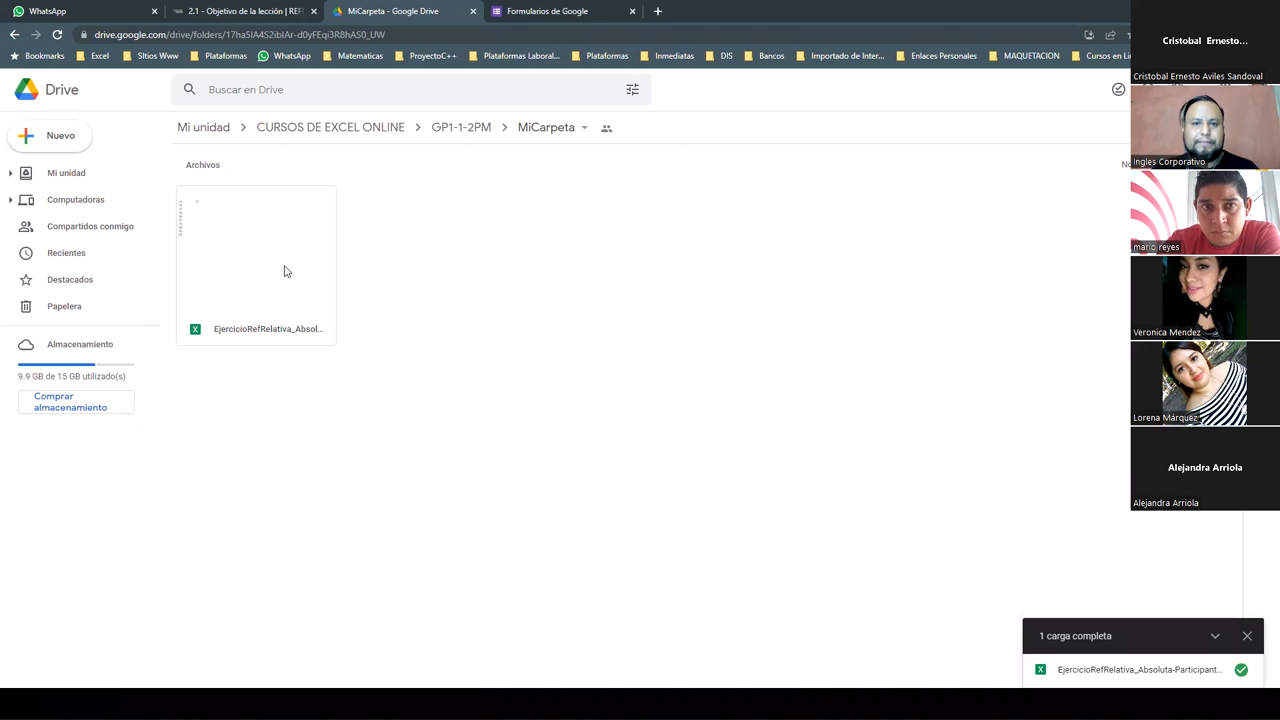 WhatsApp
2.1 - Objetivo de la lección | REF
MiCarpeta - Google Drive
Formularios de Google
drive.google.com/drive/folders/17ha5lA4S2iblAr-d0yFEqi3R8hAS0_UW
Bookmarks
Excel
Sltios Www
Plataformas
WhatsApp
Matematicas
ProyectoC++
Plataformas Laboral...
Plataformas
Inmediatas
DIS
Bancos
Importado de Inter...
Enlaces Personales
MAQUETACION
Cursos en Lí
Drive
Buscar en Drive
Nuevo
Mi unidad
CURSOS DE EXCEL ONLINE
GP1-1-2PM
MiCarpeta
Archivos
Mi unidad
Computadoras
Compartidos conmigo
Recientes
Destacados
Papelera
Almacenamiento
9.9 GB de 15 GB utilizado(s)
Comprar
almacenamiento
EjercicioRefRelativa_Absol...
Cristobal Ernesto...
Cristobal Ernesto Aviles Sandoval
Ingles Corporativo
mario reyes
Veronica Mendez
Lorena Márquez
Alejandra Arriola
Alejandra Arriola
1 carga completa
EjercicioRefRelativa_Absoluta-Participant...